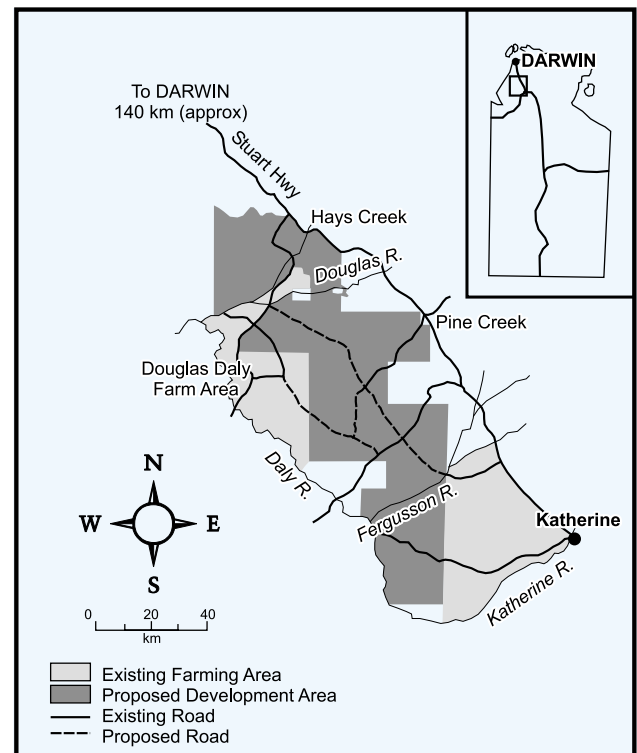 DARWIN
To DARWIN
140 km (approx)
Stuart Hwy
Hays Creek
Douglas R.
Pine Creek
Douglas Daly
Farm Area
Daly R.
Fergusson R.
Katherine
Katherine R.
N
W
E
S
0 20 40
km
Existing Farming Area
Proposed Development Area
Existing Road
Proposed Road